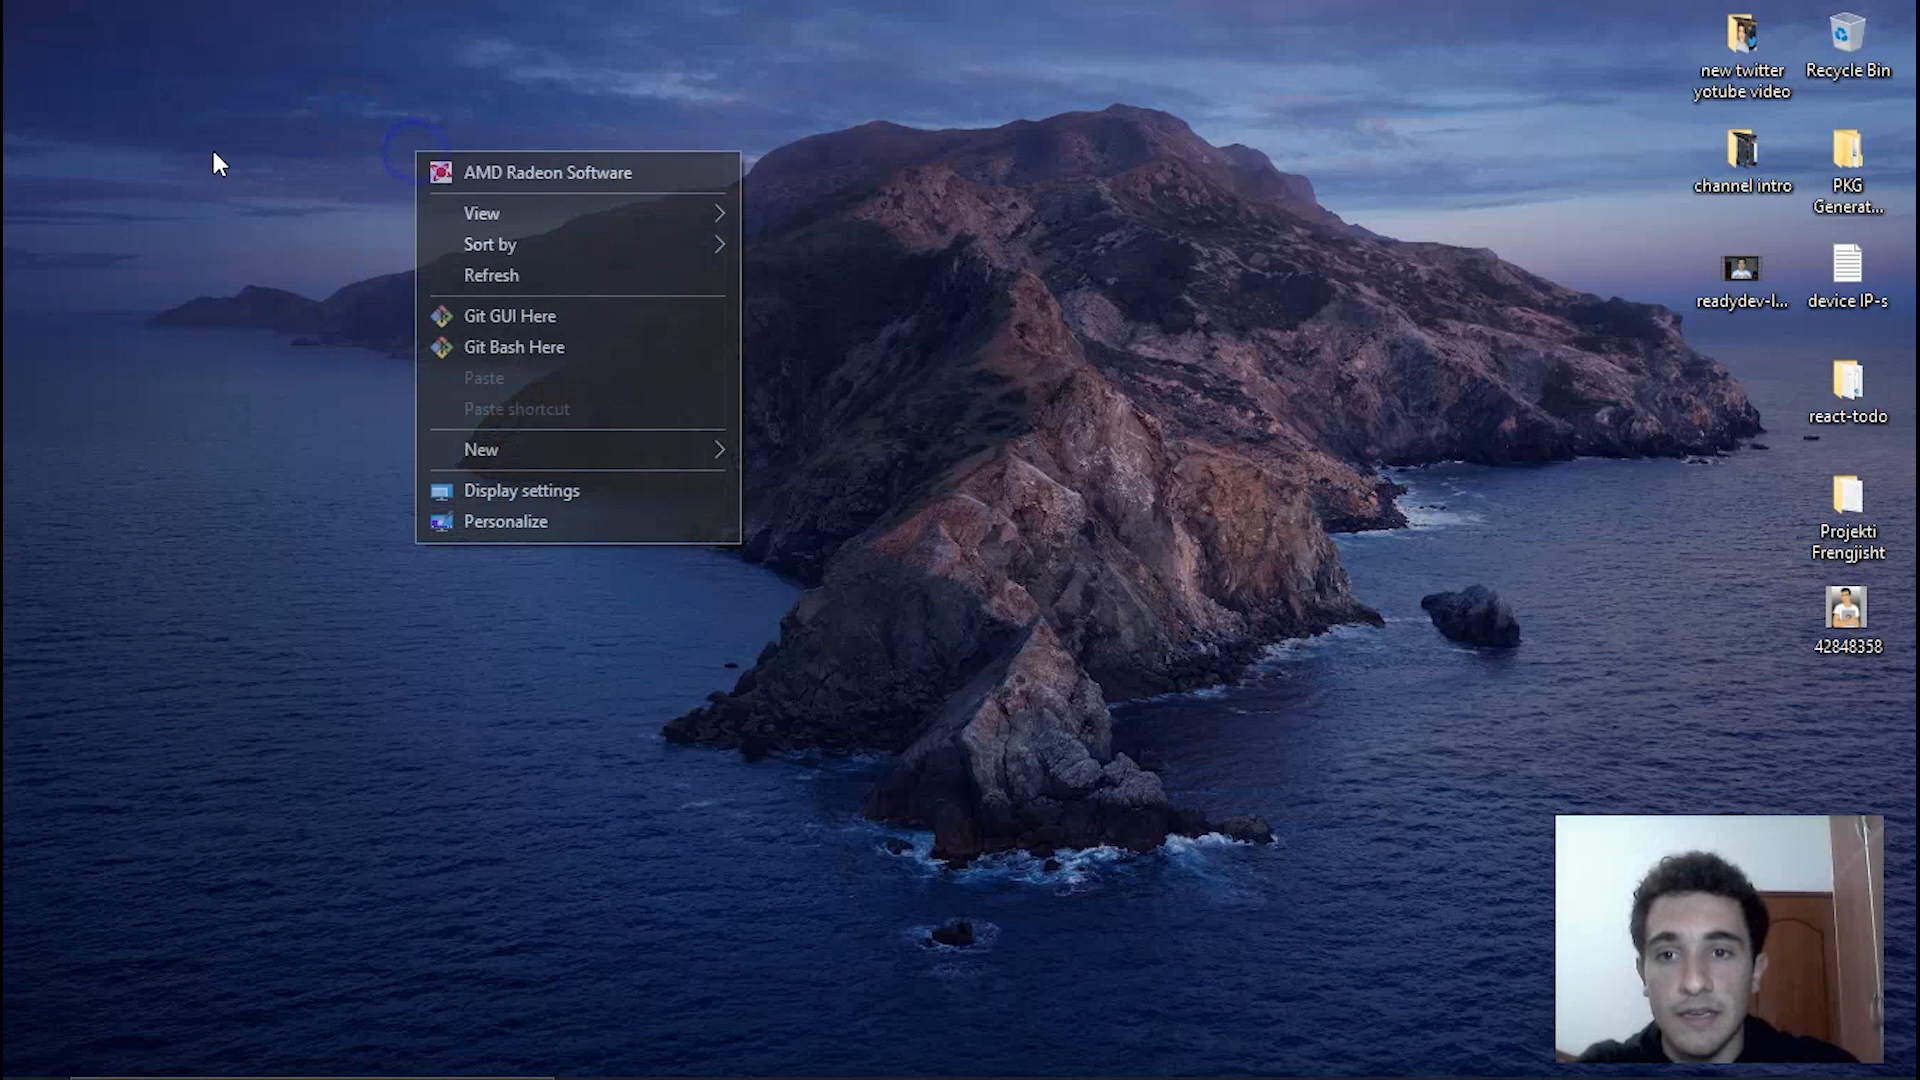 AMD Radeon Software
View
Sort by
Refresh
Git GUI Here
Git Bash Here
Paste
Paste shortcut
New
Display settings
Personalize
new twitter
yotube video
Recycle Bin
channel intro
PKG
Generat...
readydev-l...
device IP-s
react-todo
Projekti
Frengjisht
42848358